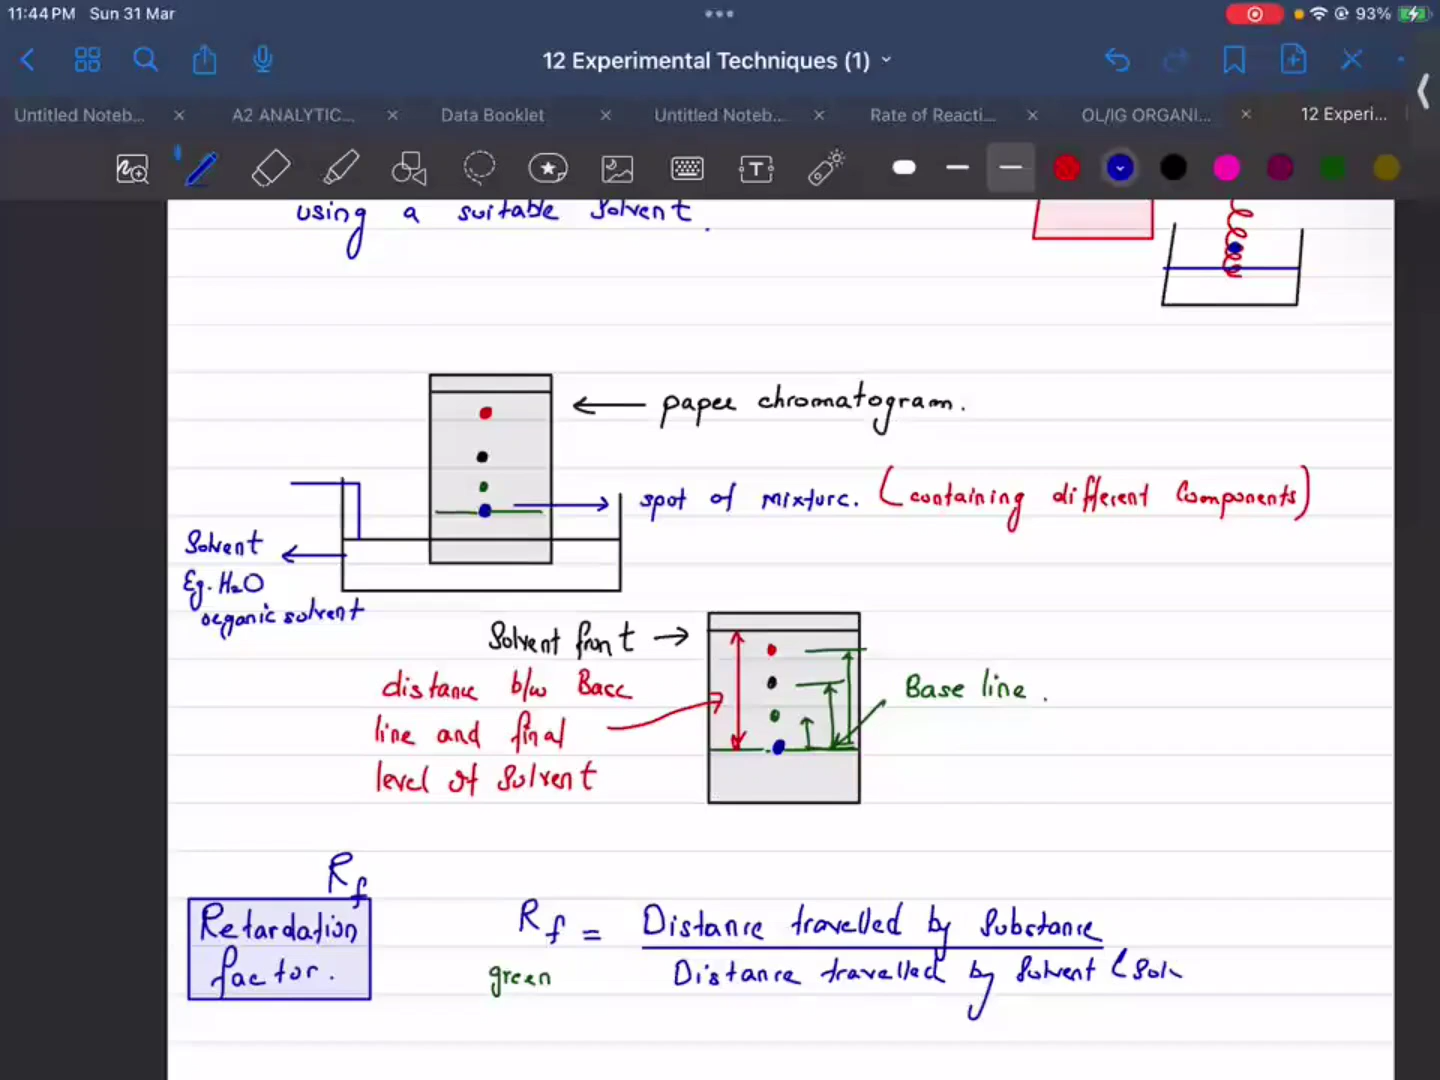 11:44 PM Sun 31 Mar
93%
12 Experimental Techniques (1)
Untitled Noteb...
A2 ANALYTIC...
Data Booklet
Untitled Noteb...
Rate of Reacti...
OL/IG ORGANI...
12 Experi...
using a suitable solvent.
paper chromatogram.
spot of mixture. (containing different Components)
Solvent
Eg. H2O
organic solvent
Solvent front
distance b/w Base
line and final
level of solvent
Base line.
Rf
Retardation
factor.
Rf = Distance travelled by Substance
green Distance travelled by Solvent (Solv